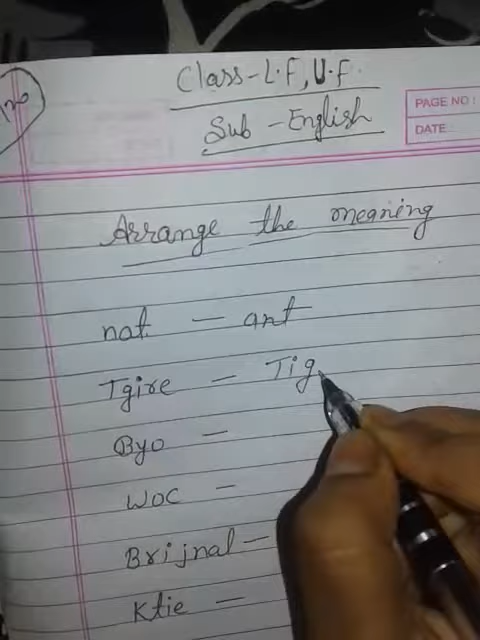 Class-L.F, U.F.
Sub - English
PAGE NO :
DATE
Arrange the meaning
nat - ant
Tgire - Tig
Byo -
woc -
Brijnal -
Ktie -